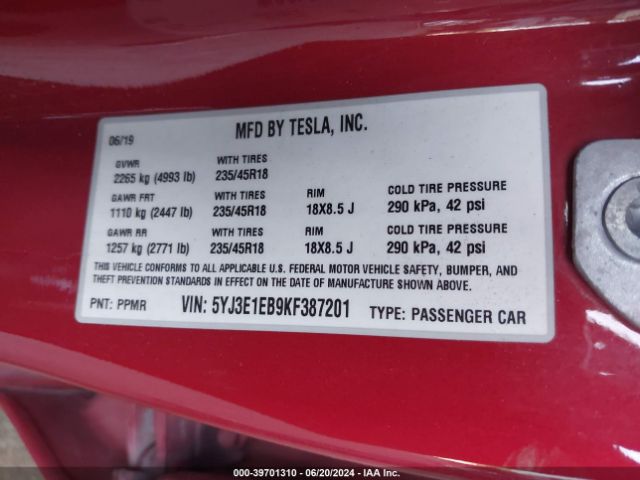 06/19 MFD BY TESLA, INC.
GVWR WITH TIRES
2265 kg (4993 lb) 235/45R18
GAWR FRT WITH TIRES RIM COLD TIRE PRESSURE
1110 kg (2447 lb) 235/45R18 18X8.5 J 290 kPa, 42 psi
GAWR RR WITH TIRES RIM COLD TIRE PRESSURE
1257 kg (2771 lb) 235/45R18 18X8.5 J 290 kPa, 42 psi
THIS VEHICLE CONFORMS TO ALL APPLICABLE U.S. FEDERAL MOTOR VEHICLE SAFETY, BUMPER, AND
THEFT PREVENTION STANDARDS IN EFFECT ON THE DATE OF MANUFACTURE SHOWN ABOVE.
PNT: PPMR VIN: 5YJ3E1EB9KF387201 TYPE: PASSENGER CAR
000-39701310 - 06/20/2024 - IAA Inc.